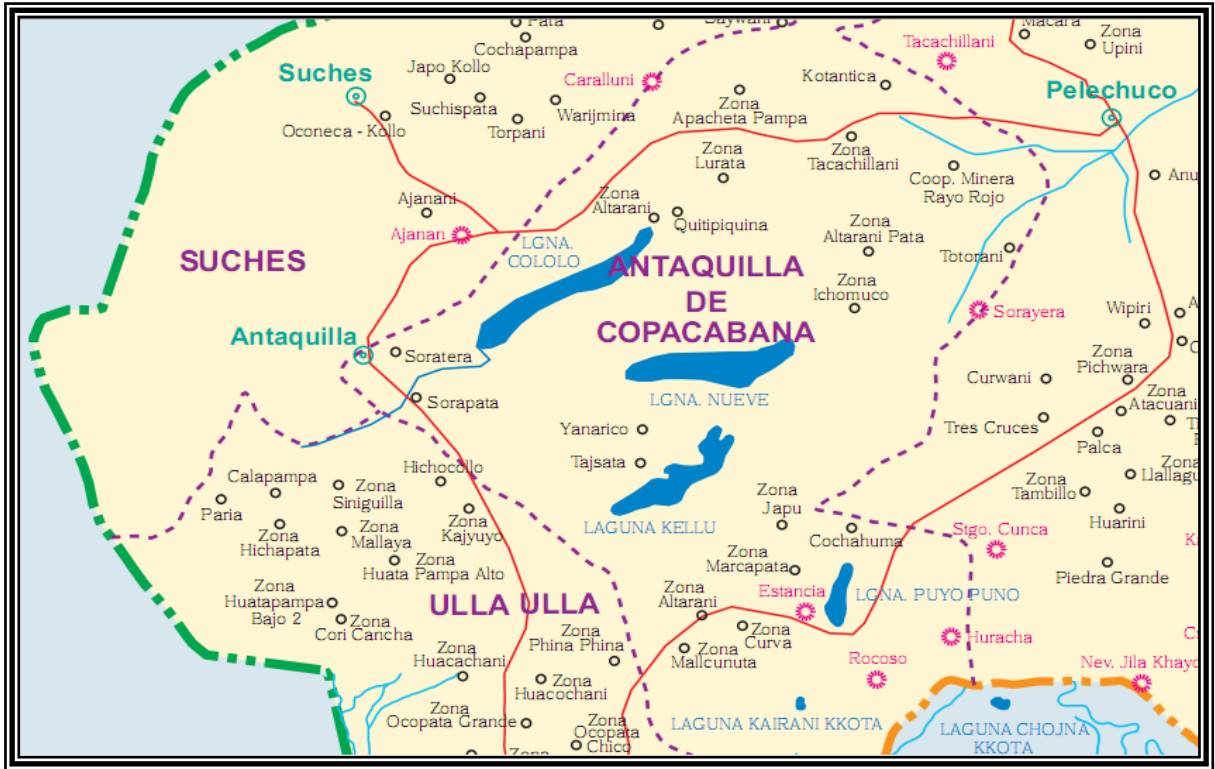 Pata
Saywani
Macara
Zona
Upini
Cochapampa
Tacachillani
Suches
Japo Kollo
Caralluni
Kotantica
Pelechuco
Suchispata
Warijmina
Zona
Apacheta Pampa
Oconeca - Kollo
Torpani
Zona
Lurata
Zona
Tacachillani
Coop. Minera
Rayo Rojo
Ajanani
Zona
Altarani
Quitipiquina
Zona
Altarani Pata
Ajanan
LGNA.
COLOLO
Totorani
SUCHES
ANTAQUILLA
DE
COPACABANA
Zona
Ichomuco
Sorayera
Wipiri
Antaquilla
Soratera
Zona
Pichwara
Curwani
LGNA. NUEVE
Sorapata
Zona
Atacuani
Yanarico
Tres Cruces
Palca
Tajsata
Hichocollo
Calapampa
Zona
Siniguilla
Zona
Tambillo
Paria
Zona
Japu
Zona
Hichapata
Zona
Mallaya
Zona
Kajyuyo
LAGUNA KELLU
Cochahuma
Stgo. Cunca
Huarini
Zona
Huata Pampa Alto
Zona
Marcapata
Piedra Grande
Zona
Huatapampa
Bajo 2
ULLA ULLA
Zona
Altarani
Estancia
LGNA. PUYO PUNO
Zona
Cori Cancha
Zona
Phina Phina
Zona
Curva
Huracha
Zona
Mallcunuta
Zona
Huacachani
Rocoso
Zona
Huacochani
Zona
Ocopata Grande
Zona
Ocopata
Chico
LAGUNA KAIRANI KKOTA
LAGUNA CHOJNA
KKOTA
Zona